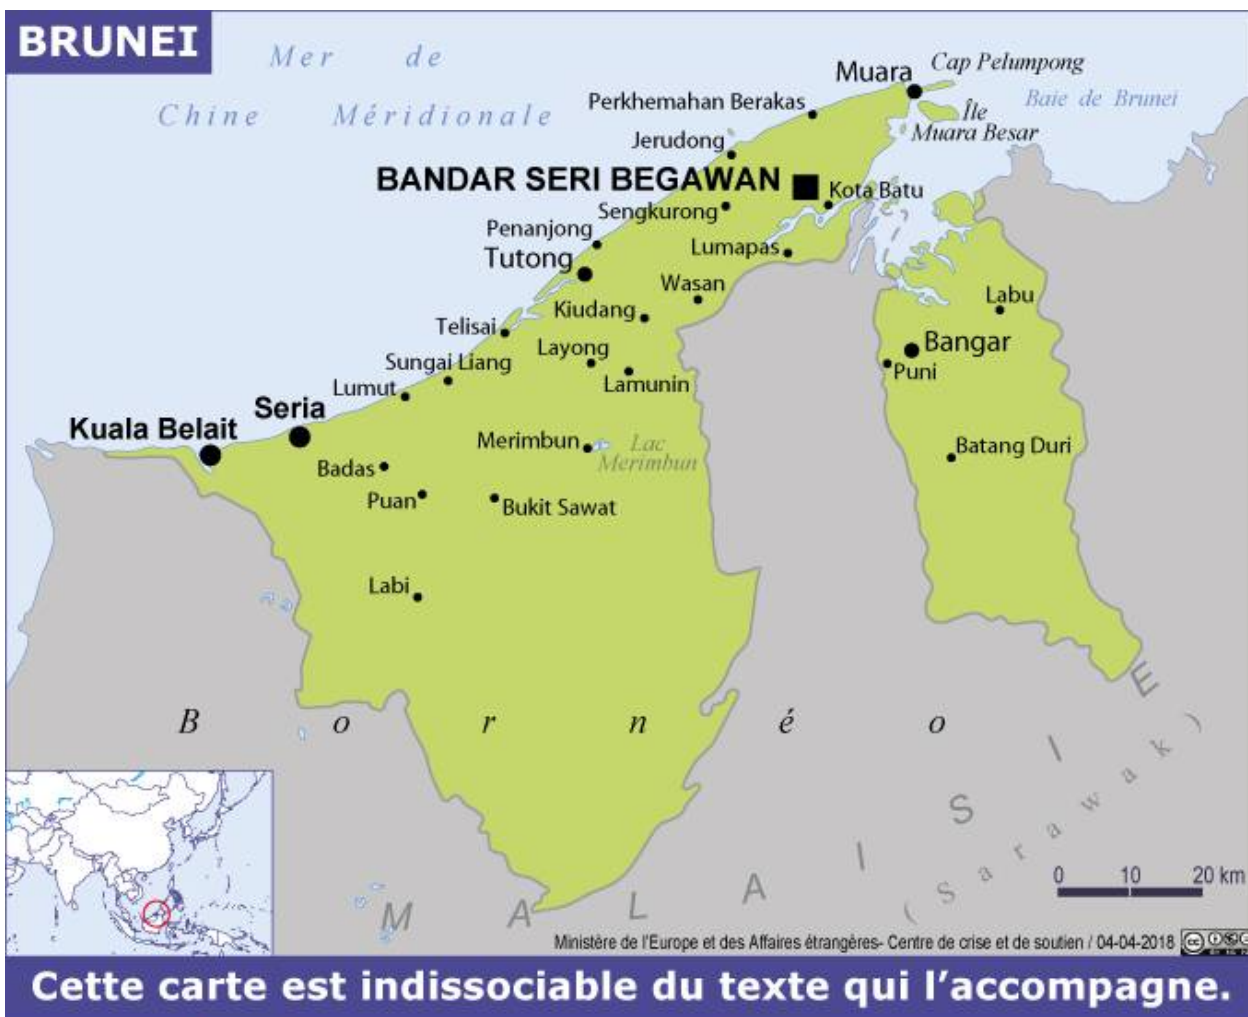 BRUNEI
Mer de
Chine Méridionale
Muara
Cap Pelumpong
Perkhemahan Berakas
Île
Muara Besar
Baie de Brunei
Jerudong
BANDAR SERI BEGAWAN
Kota Batu
Sengkurong
Penanjong
Tutong
Lumapas
Wasan
Kiudang
Labu
Telisai
Layong
Bangar
Sungai Liang
Lamunin
Puni
Lumut
Seria
Kuala Belait
Merimbun
Lac
Merimbun
Batang Duri
Badas
Puan
Bukit Sawat
Labi
Bornéo
MALAISIE
(Sarawak)
0 10 20 km
Ministère de l'Europe et des Affaires étrangères- Centre de crise et de soutien / 04-04-2018
cc
Cette carte est indissociable du texte qui l'accompagne.